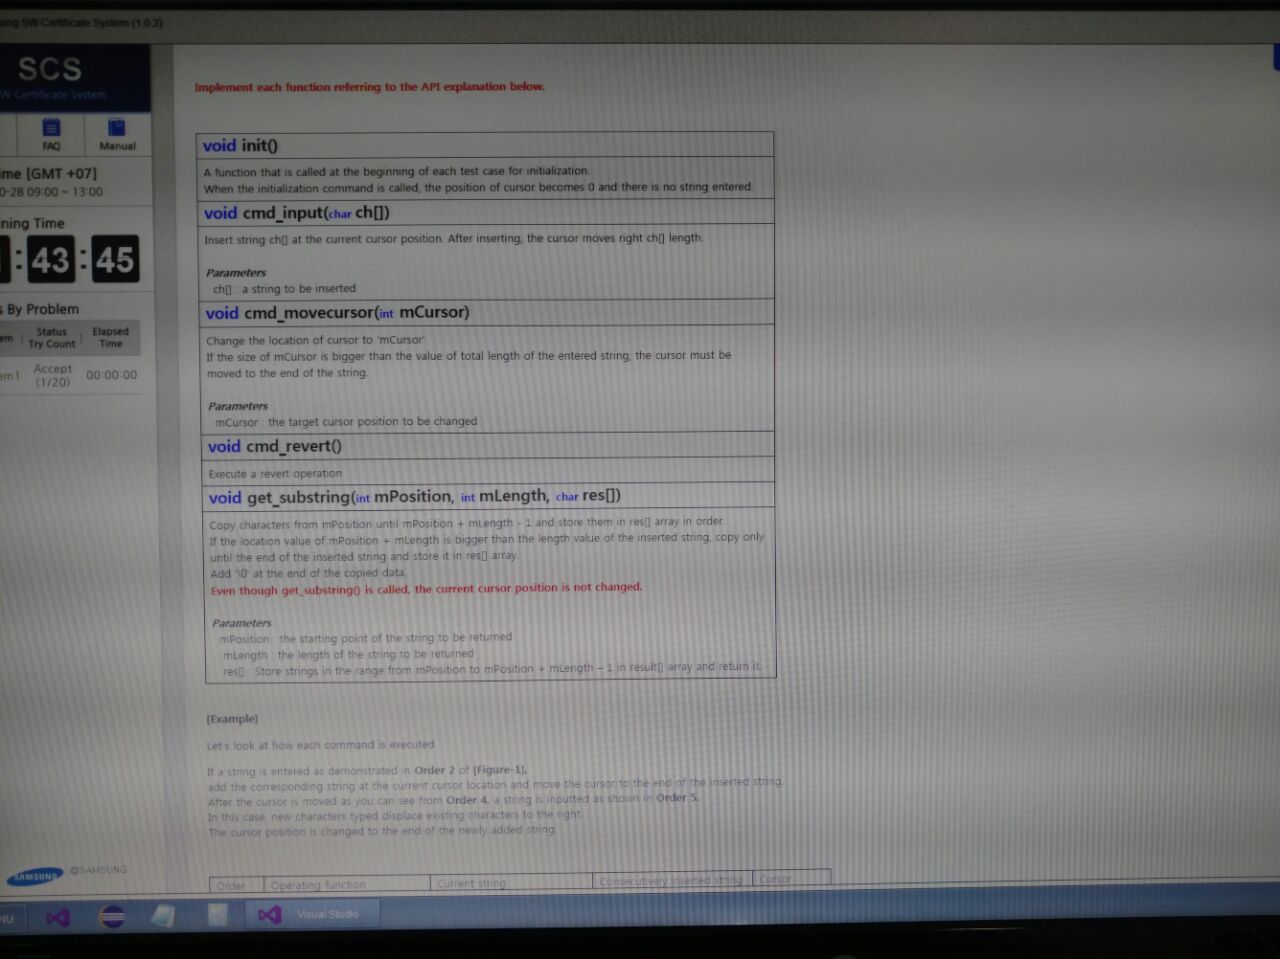 ung SW Certificate System (1.0.3)
SCS
W Certificate System
FAQ
Manual
me [GMT +07]
0-28 09:00 ~ 13:00
ning Time
:43:45
s By Problem
em
Status
Try Count
Elapsed
Time
em1
Accept
(1/20)
00:00:00
Implement each function referring to the API explanation below.
void init()
A function that is called at the beginning of each test case for initialization.
When the initialization command is called, the position of cursor becomes 0 and there is no string entered.
void cmd_input(char ch[])
Insert string ch[] at the current cursor position. After inserting, the cursor moves right ch[] length.
Parameters
ch[] : a string to be inserted
void cmd_movecursor(int mCursor)
Change the location of cursor to 'mCursor'
If the size of mCursor is bigger than the value of total length of the entered string, the cursor must be
moved to the end of the string.
Parameters
mCursor : the target cursor position to be changed
void cmd_revert()
Execute a revert operation
void get_substring(int mPosition, int mLength, char res[])
Copy characters from mPosition until mPosition + mLength - 1 and store them in res[] array in order.
If the location value of mPosition + mLength is bigger than the length value of the inserted string, copy only
until the end of the inserted string and store it in res[] array.
Add '\0' at the end of the copied data.
Even though get_substring() is called, the current cursor position is not changed.
Parameters
mPosition : the starting point of the string to be returned
mLength : the length of the string to be returned
res[] : Store strings in the range from mPosition to mPosition + mLength – 1 in result[] array and return it.
[Example]
Let's look at how each command is executed
If a string is entered as demonstrated in Order 2 of [Figure-1],
add the corresponding string at the current cursor location and move the cursor to the end of the inserted string.
After the cursor is moved as you can see from Order 4, a string is inputted as shown in Order 5.
In this case, new characters typed displace existing characters to the right.
The cursor position is changed to the end of the newly added string.
Order
Operating function
Current string
Consecutively inserted string
Cursor
SAMSUNG
@SAMSUNG
NU
Visual Studio